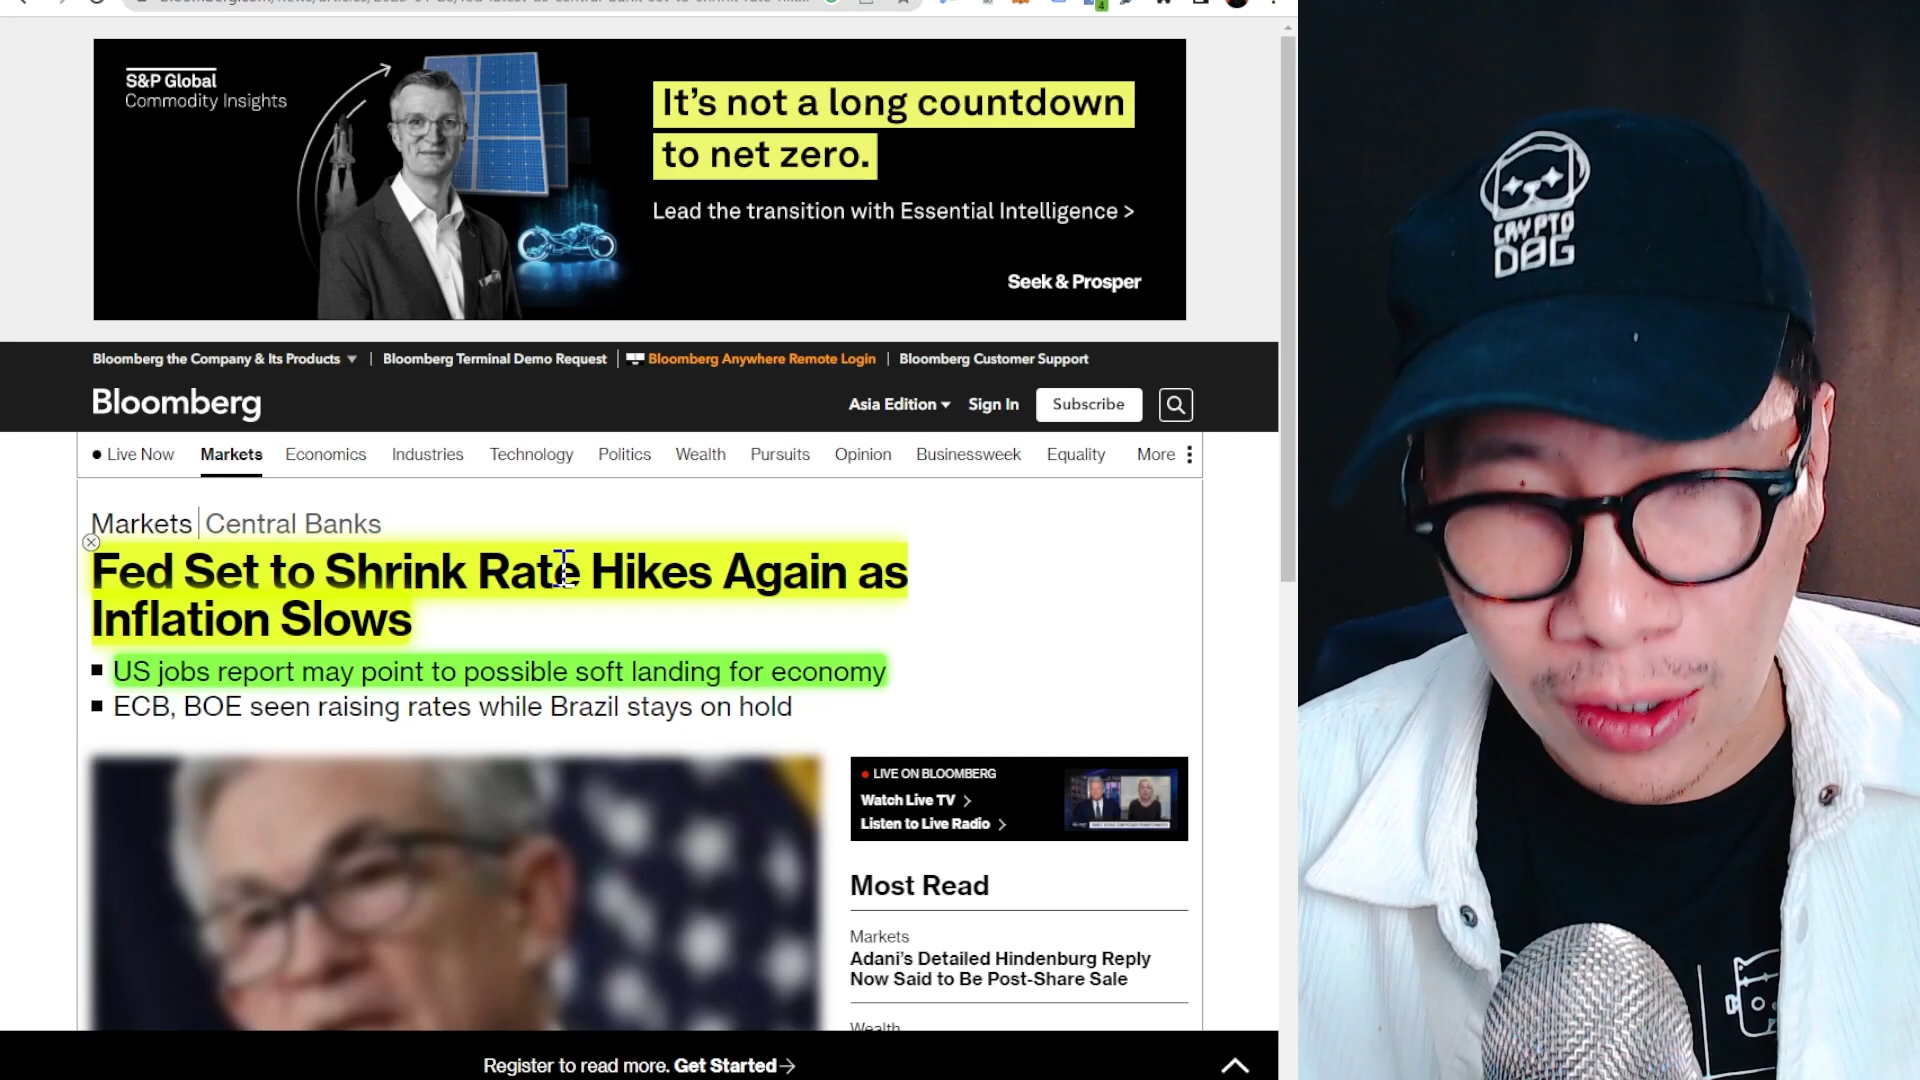 S&P Global
Commodity Insights
It's not a long countdown
to net zero.
Lead the transition with Essential Intelligence >
Seek & Prosper
Bloomberg the Company & Its Products
Bloomberg Terminal Demo Request
Bloomberg Anywhere Remote Login
Bloomberg Customer Support
Bloomberg
Asia Edition
Sign In
Subscribe
Live Now
Markets
Economics
Industries
Technology
Politics
Wealth
Pursuits
Opinion
Businessweek
Equality
More
Markets | Central Banks
Fed Set to Shrink Rate Hikes Again as
Inflation Slows
US jobs report may point to possible soft landing for economy
ECB, BOE seen raising rates while Brazil stays on hold
LIVE ON BLOOMBERG
Watch Live TV
Listen to Live Radio
Most Read
Markets
Adani's Detailed Hindenburg Reply
Now Said to Be Post-Share Sale
Wealth
Register to read more. Get Started
CRYPTO
DOG
4